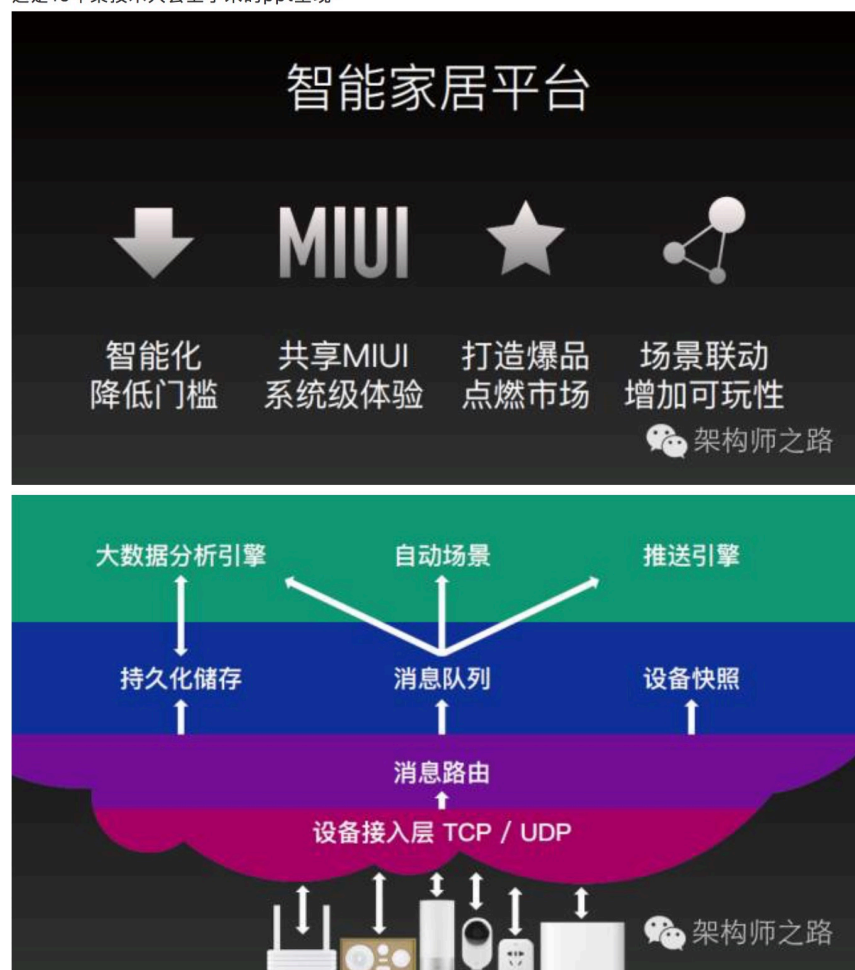 智能家居平台
MIUI
智能化
降低门槛
共享MIUI
系统级体验
打造爆品
点燃市场
场景联动
增加可玩性
架构师之路
大数据分析引擎
自动场景
推送引擎
持久化储存
消息队列
设备快照
消息路由
设备接入层 TCP / UDP
架构师之路